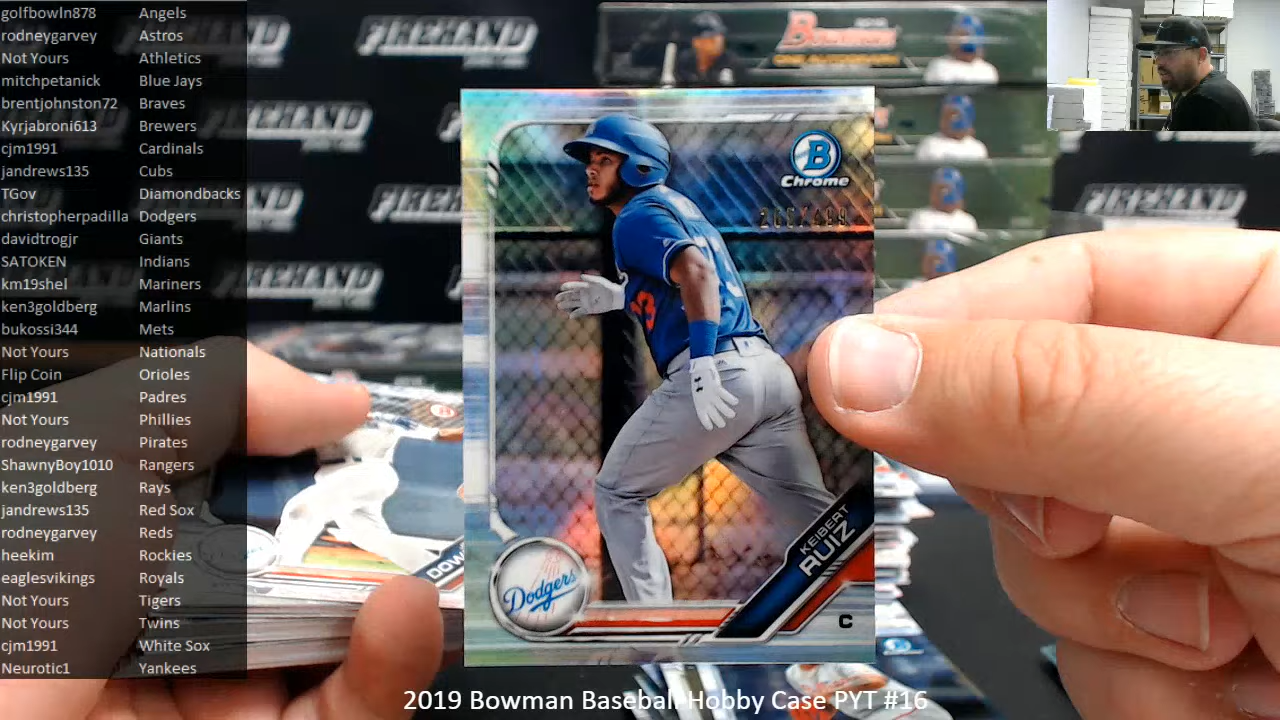 golfbowln878 Angels
rodneygarvey Astros
Not Yours Athletics
mitchpetanick Blue Jays
brentjohnston72 Braves
Kyrjabroni613 Brewers
cjm1991 Cardinals
jandrews135 Cubs
TGov Diamondbacks
christopherpadilla Dodgers
davidtrogjr Giants
SATOKEN Indians
km19shel Mariners
ken3goldberg Marlins
bukossi344 Mets
Not Yours Nationals
Flip Coin Orioles
cjm1991 Padres
Not Yours Phillies
rodneygarvey Pirates
ShawnyBoy1010 Rangers
ken3goldberg Rays
jandrews135 Red Sox
rodneygarvey Reds
heekim Rockies
eaglesvikings Royals
Not Yours Tigers
Not Yours Twins
cjm1991 White Sox
Neurotic1 Yankees
FIREHAND
FIREHAND
BOWMAN
B
Chrome
FIREHAND
KEIBERT
RUIZ
Dodgers
C
DOW
2019 Bowman Baseball Hobby Case PYT #16